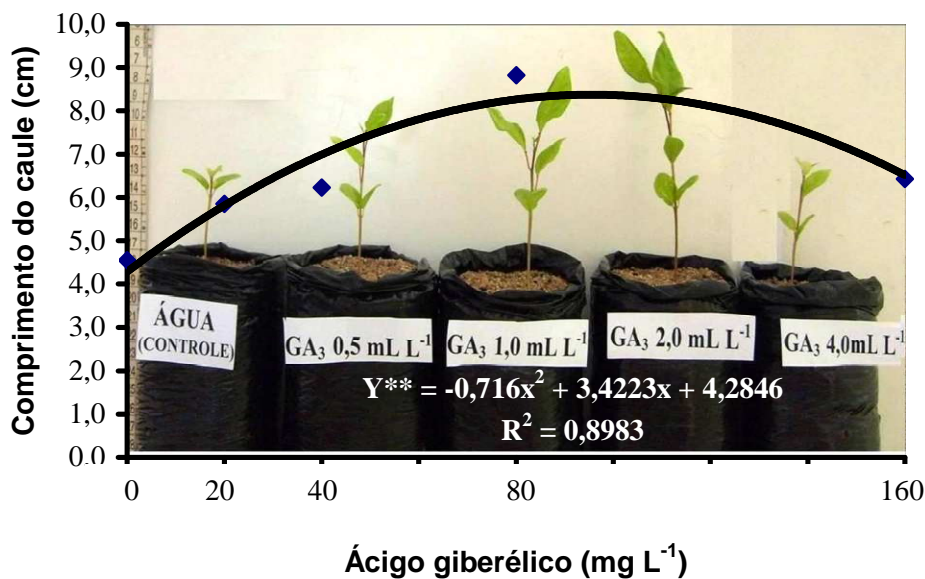 Comprimento do caule (cm)
10,0
9,0
8,0
7,0
6,0
5,0
4,0
3,0
2,0
1,0
0,0
ÁGUA
(CONTROLE)
GA₃ 0,5 mL L⁻¹
GA₃ 1,0 mL L⁻¹
GA₃ 2,0 mL L⁻¹
GA₃ 4,0mL L⁻¹
Y** = -0,716x² + 3,4223x + 4,2846
R² = 0,8983
0 20 40 80 160
Ácigo giberélico (mg L⁻¹)